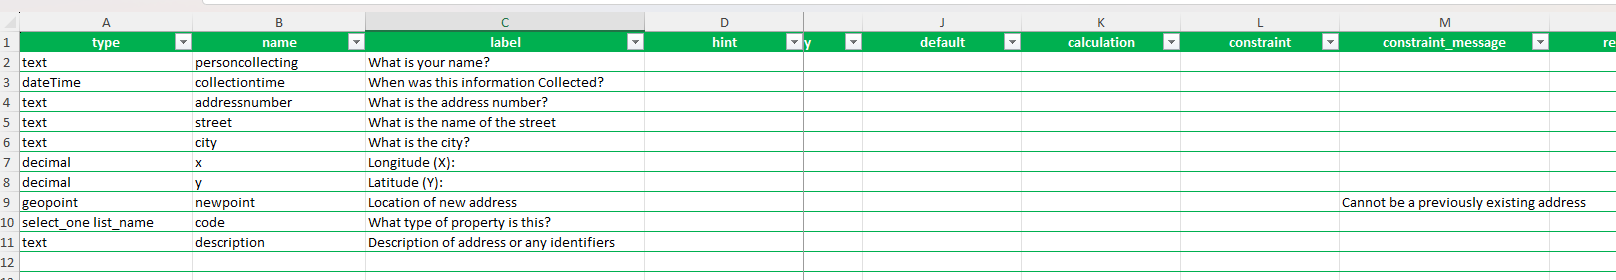 A B C D J K L M
1 type name label hint y default calculation constraint constraint_message re
2 text personcollecting What is your name?
3 dateTime collectiontime When was this information Collected?
4 text addressnumber What is the address number?
5 text street What is the name of the street
6 text city What is the city?
7 decimal x Longitude (X):
8 decimal y Latitude (Y):
9 geopoint newpoint Location of new address Cannot be a previously existing address
10 select_one list_name code What type of property is this?
11 text description Description of address or any identifiers
12